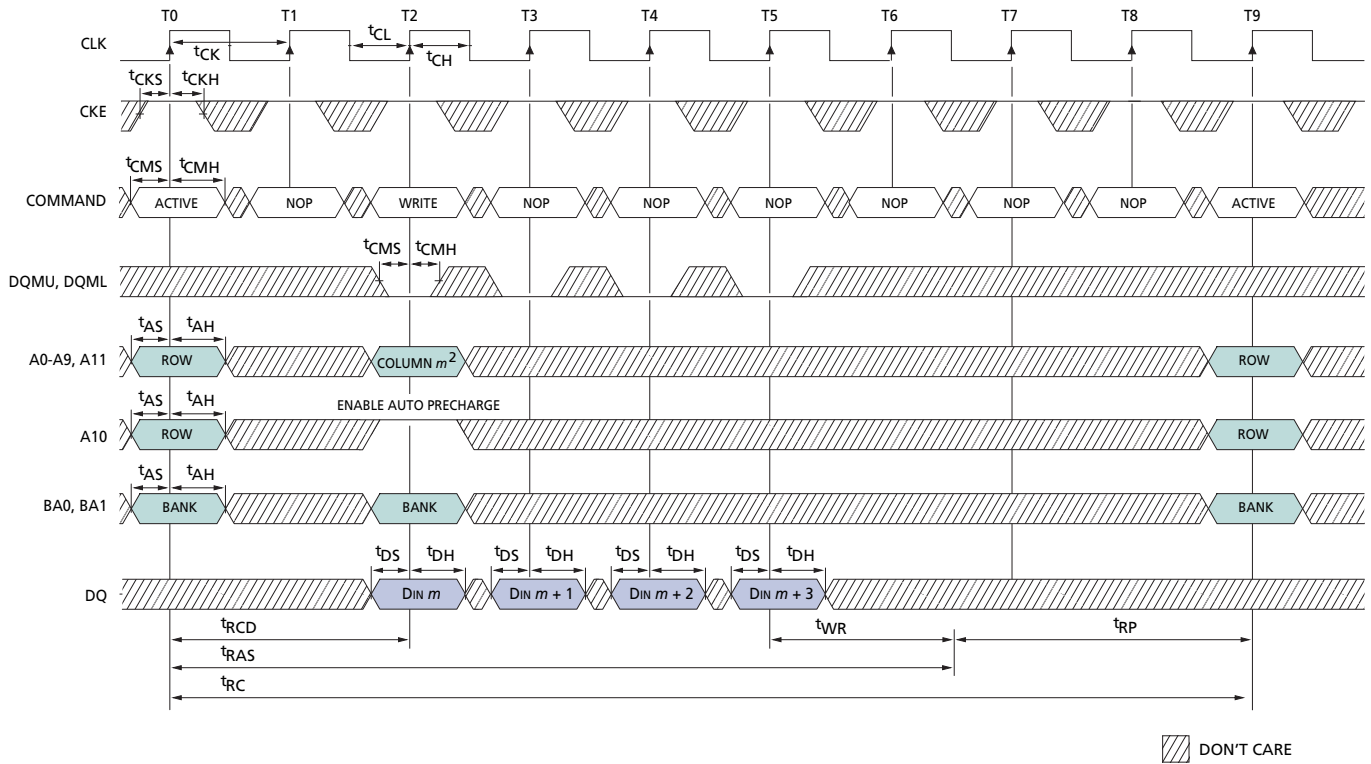 T0 T1 T2 T3 T4 T5 T6 T7 T8 T9
CLK
tCK
tCL
tCH
tCKS
tCKH
CKE
tCMS
tCMH
COMMAND
ACTIVE NOP WRITE NOP NOP NOP NOP NOP NOP ACTIVE
tCMS
tCMH
DQMU, DQML
tAS
tAH
A0-A9, A11
ROW COLUMN m2 ROW
ENABLE AUTO PRECHARGE
tAS
tAH
A10
ROW ROW
tAS
tAH
BA0, BA1
BANK BANK BANK
tDS tDH tDS tDH tDS tDH tDS tDH
DQ
DIN m DIN m + 1 DIN m + 2 DIN m + 3
tRCD
tWR
tRP
tRAS
tRC
DON'T CARE